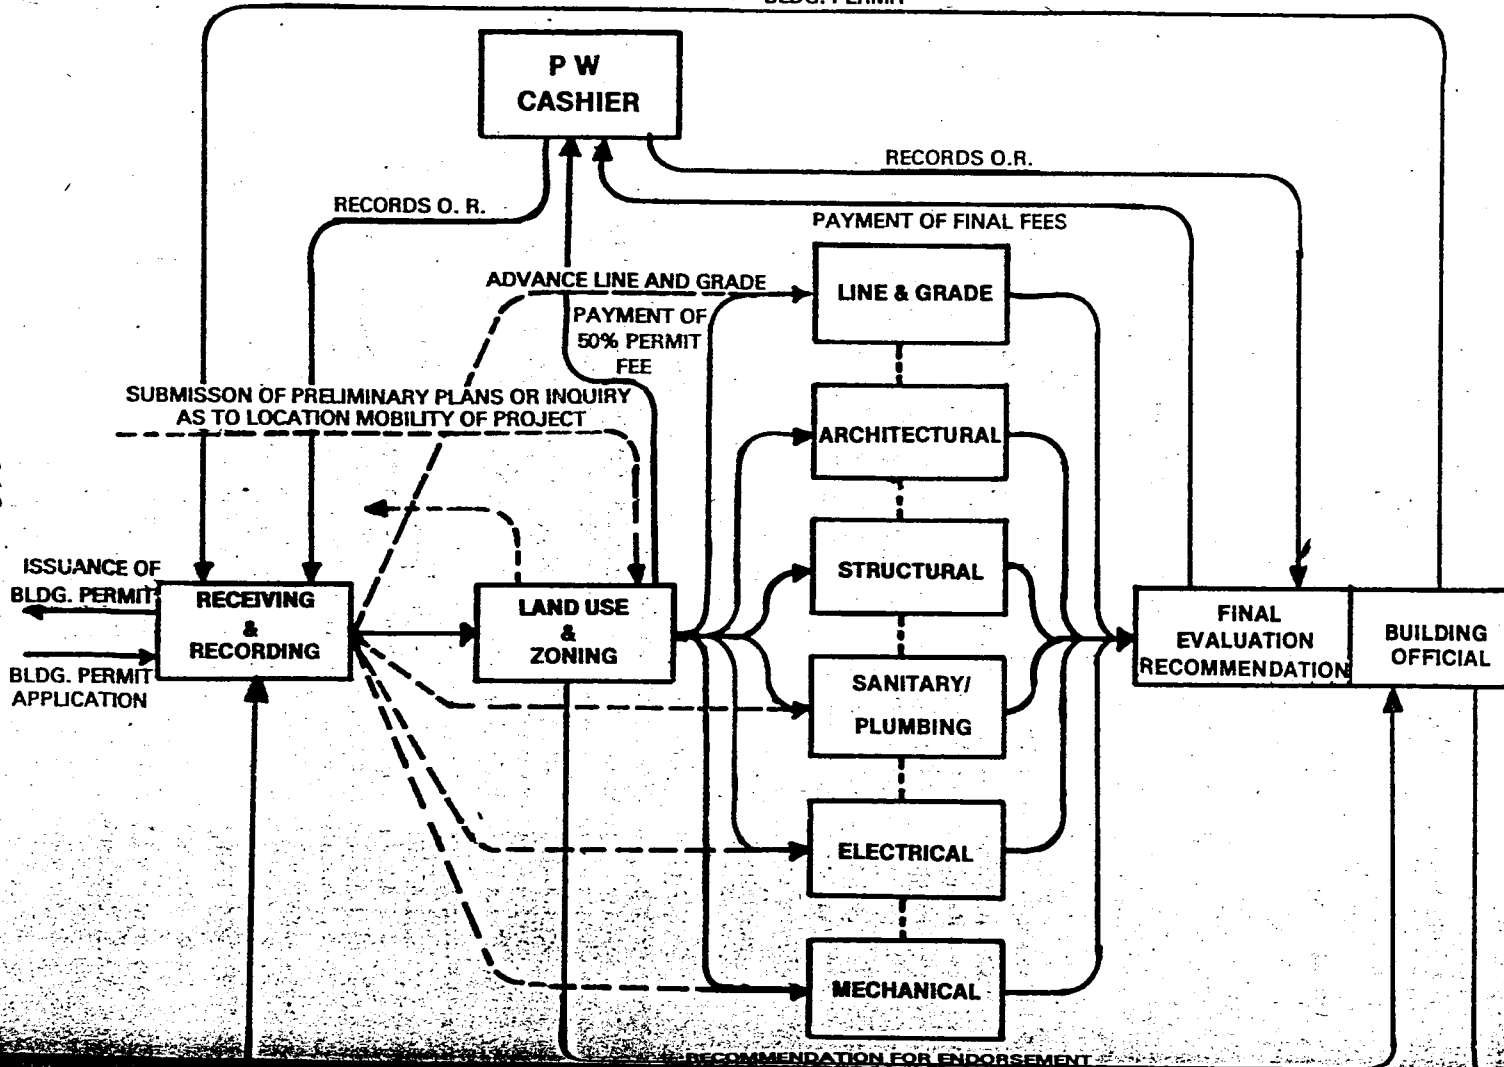 BLDG. PERMIT
P W
CASHIER
RECORDS O.R.
RECORDS O. R.
PAYMENT OF FINAL FEES
ADVANCE LINE AND GRADE
LINE & GRADE
PAYMENT OF
50% PERMIT
FEE
SUBMISSON OF PRELIMINARY PLANS OR INQUIRY
AS TO LOCATION MOBILITY OF PROJECT
ARCHITECTURAL
STRUCTURAL
ISSUANCE OF
BLDG. PERMIT
RECEIVING
&
RECORDING
LAND USE
&
ZONING
BLDG. PERMIT
APPLICATION
SANITARY/
PLUMBING
FINAL
EVALUATION
RECOMMENDATION
BUILDING
OFFICIAL
ELECTRICAL
MECHANICAL
RECOMMENDATION FOR ENDORSEMENT